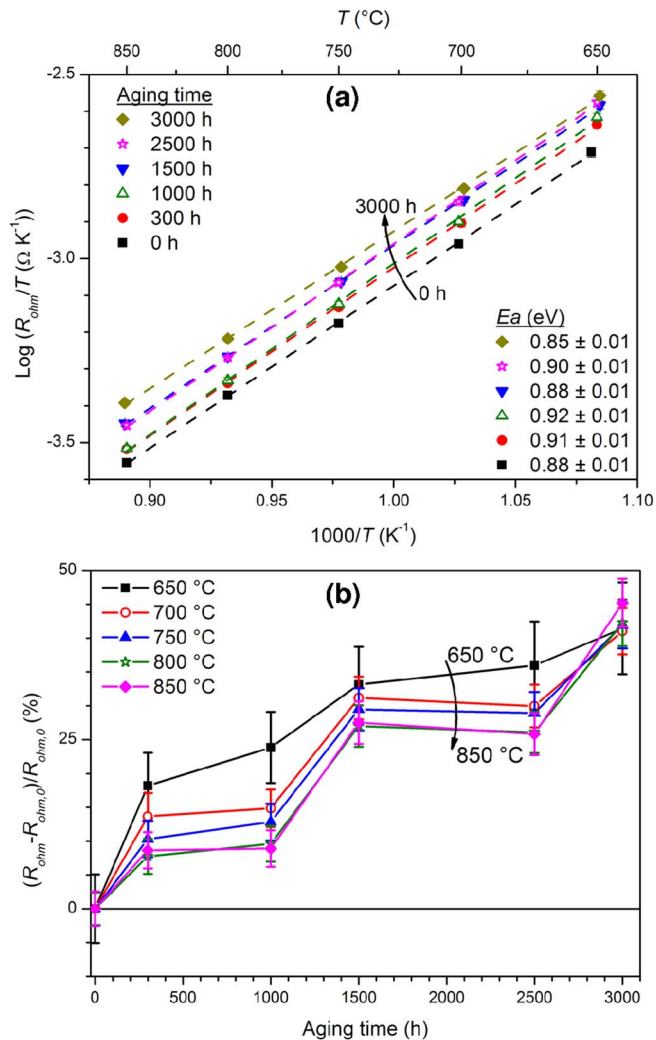 T (°C)
850 800 750 700 650
-2.5
(a)
Aging time
3000 h
2500 h
1500 h
1000 h
300 h
0 h
3000 h
0 h
-3.0
-3.5
Log (Rohm/T (Ω K-1))
Ea (eV)
0.85 ± 0.01
0.90 ± 0.01
0.88 ± 0.01
0.92 ± 0.01
0.91 ± 0.01
0.88 ± 0.01
0.90 0.95 1.00 1.05 1.10
1000/T (K-1)
50
(b)
650 °C
700 °C
750 °C
800 °C
850 °C
650 °C
850 °C
25
0
(Rohm-Rohm,0)/Rohm,0 (%)
0 500 1000 1500 2000 2500 3000
Aging time (h)